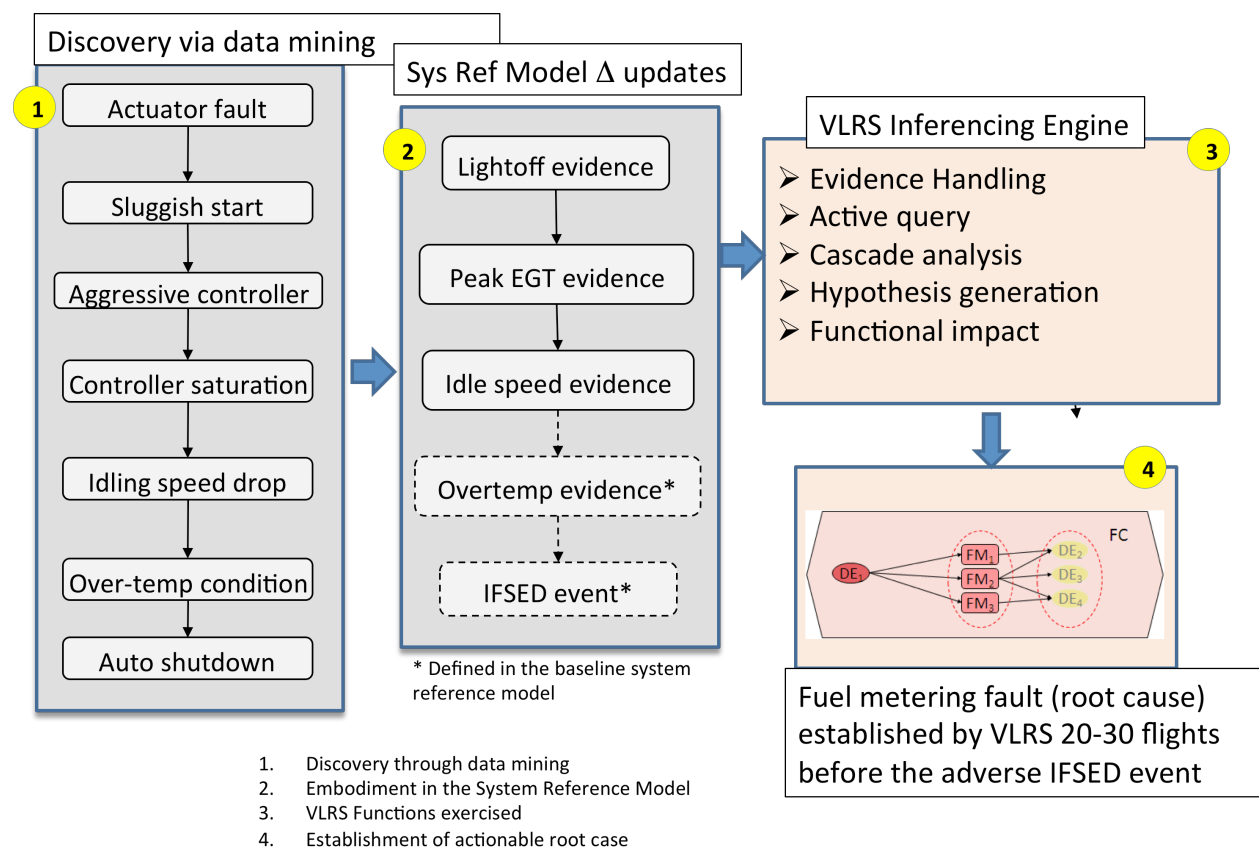 Discovery via data mining
1
Actuator fault
Sluggish start
Aggressive controller
Controller saturation
Idling speed drop
Over-temp condition
Auto shutdown
Sys Ref Model Δ updates
2
Lightoff evidence
Peak EGT evidence
Idle speed evidence
Overtemp evidence*
IFSED event*
* Defined in the baseline system
reference model
VLRS Inferencing Engine
3
➢ Evidence Handling
➢ Active query
➢ Cascade analysis
➢ Hypothesis generation
➢ Functional impact
4
FC
DE1
FM1
FM2
FM3
DE2
DE3
DE4
Fuel metering fault (root cause)
established by VLRS 20-30 flights
before the adverse IFSED event
1. Discovery through data mining
2. Embodiment in the System Reference Model
3. VLRS Functions exercised
4. Establishment of actionable root case